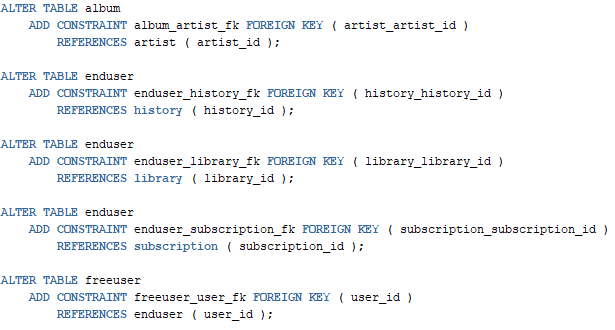 ALTER TABLE album
    ADD CONSTRAINT album_artist_fk FOREIGN KEY ( artist_artist_id )
        REFERENCES artist ( artist_id );

ALTER TABLE enduser
    ADD CONSTRAINT enduser_history_fk FOREIGN KEY ( history_history_id )
        REFERENCES history ( history_id );

ALTER TABLE enduser
    ADD CONSTRAINT enduser_library_fk FOREIGN KEY ( library_library_id )
        REFERENCES library ( library_id );

ALTER TABLE enduser
    ADD CONSTRAINT enduser_subscription_fk FOREIGN KEY ( subscription_subscription_id )
        REFERENCES subscription ( subscription_id );

ALTER TABLE freeuser
    ADD CONSTRAINT freeuser_user_fk FOREIGN KEY ( user_id )
        REFERENCES enduser ( user_id );